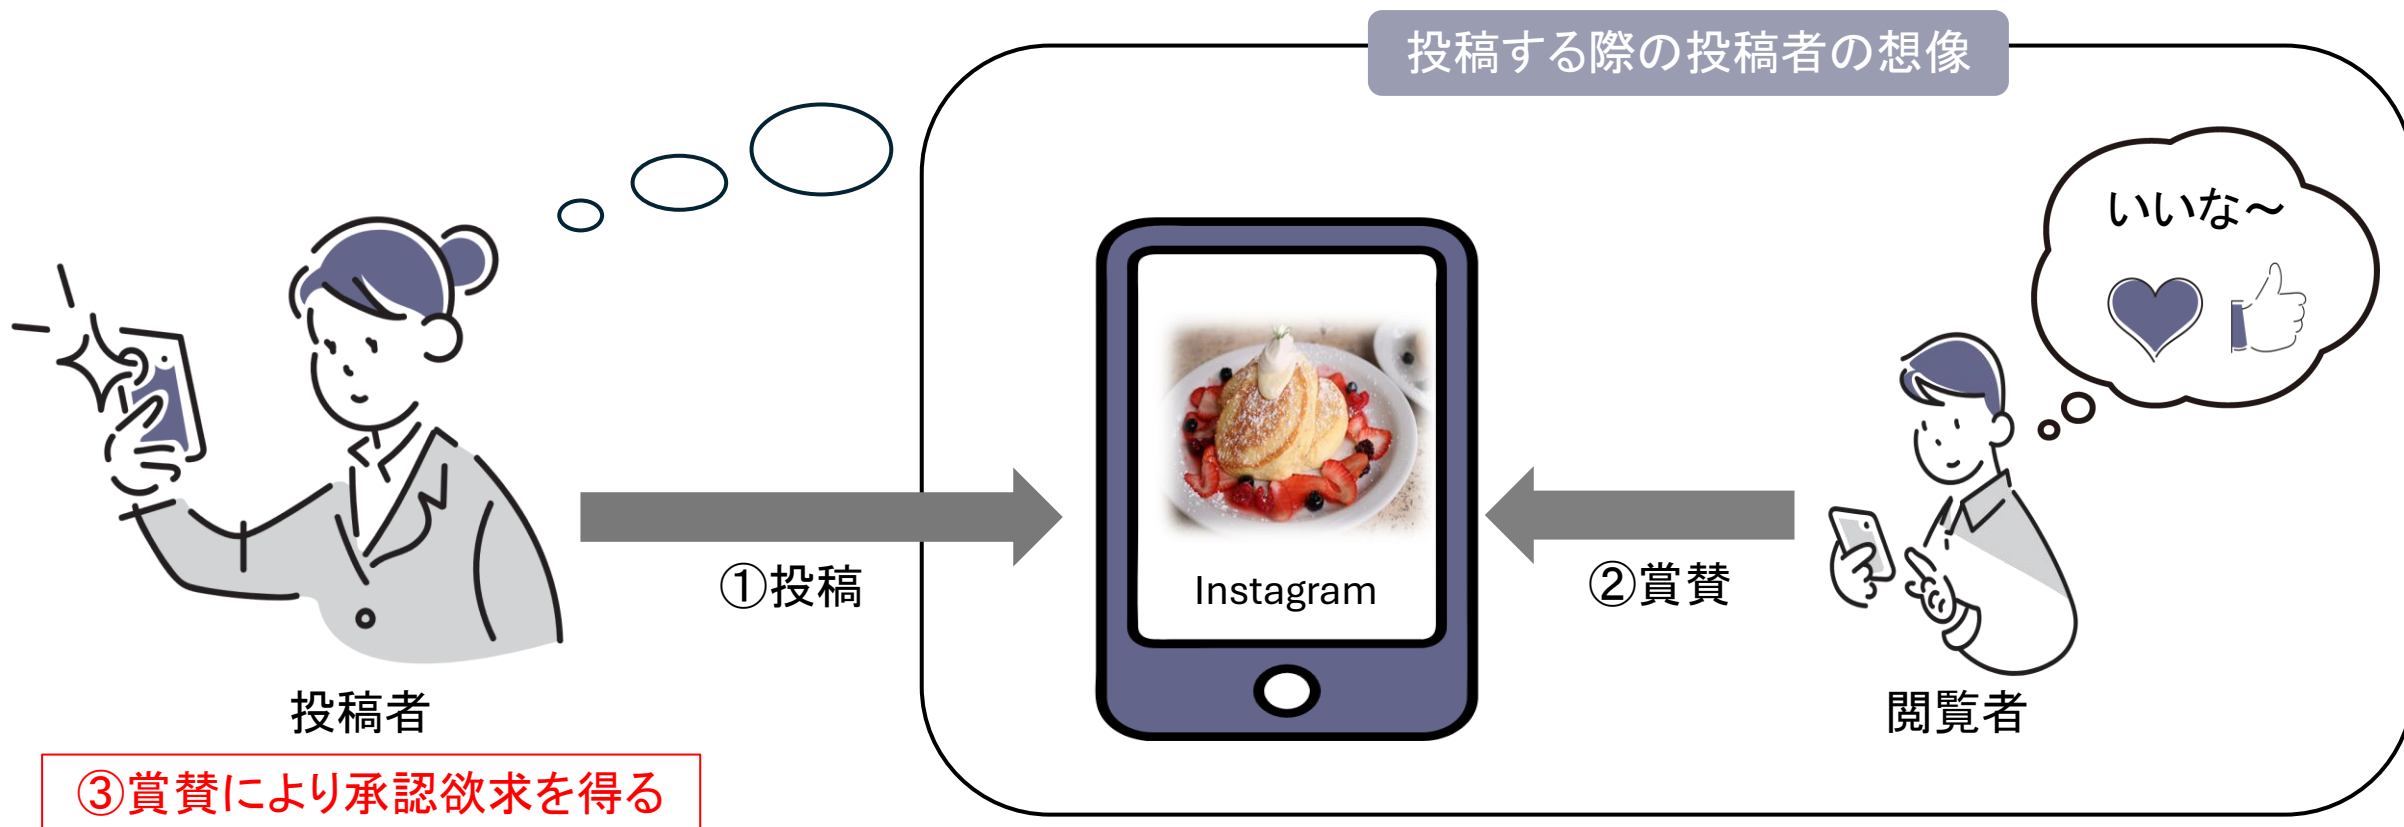 投稿する際の投稿者の想像
いいな～
Instagram
①投稿
②賞賛
投稿者
閲覧者
③賞賛により承認欲求を得る